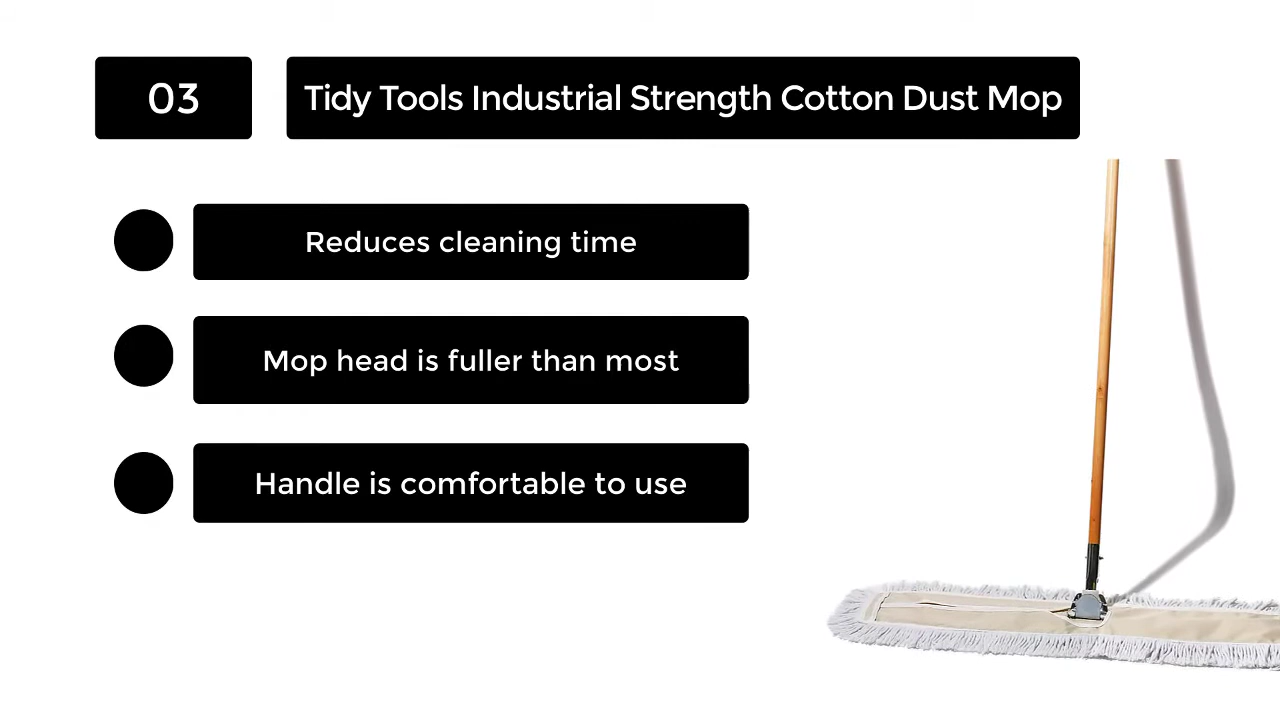 03
Tidy Tools Industrial Strength Cotton Dust Mop
Reduces cleaning time
Mop head is fuller than most
Handle is comfortable to use